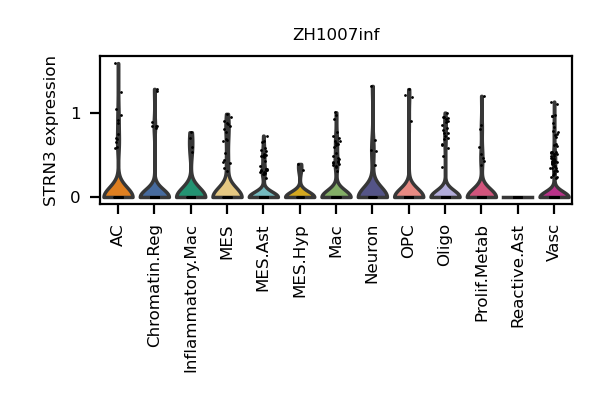 ZH1007inf
STRN3 expression
1
0
AC
Chromatin.Reg
Inflammatory.Mac
MES
MES.Ast
MES.Hyp
Mac
Neuron
OPC
Oligo
Prolif.Metab
Reactive.Ast
Vasc